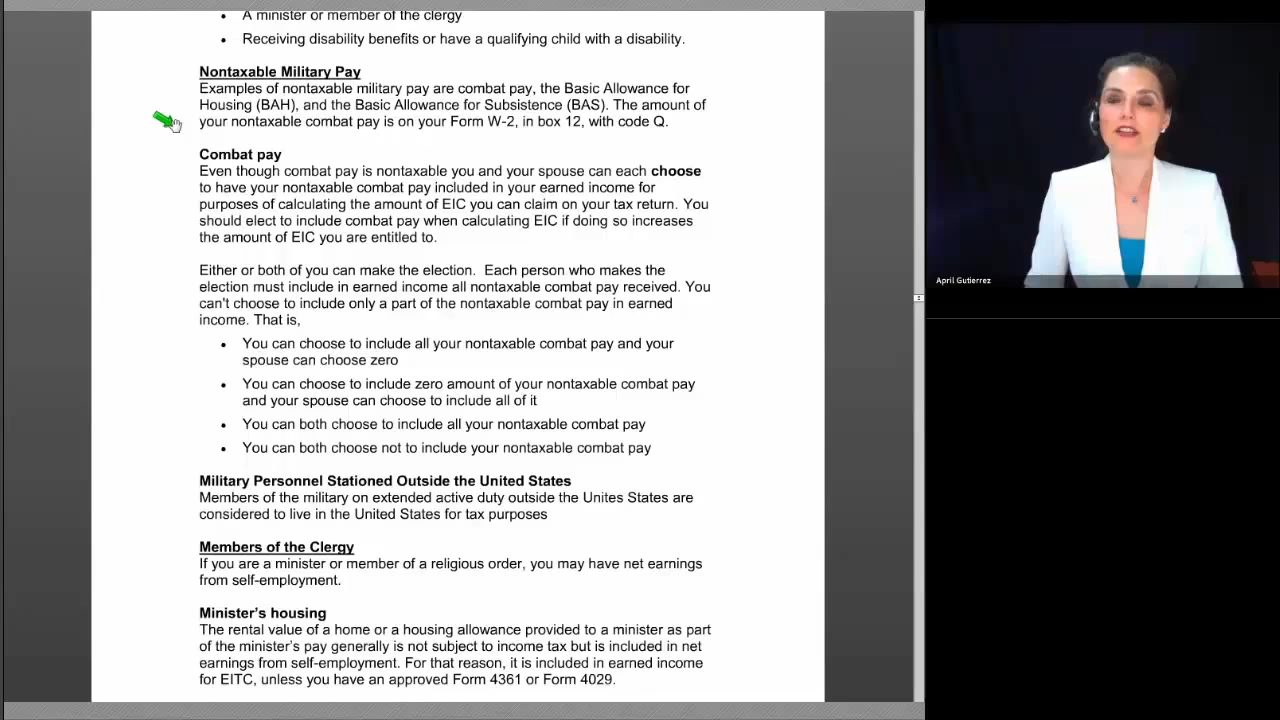 • A minister or member of the clergy
• Receiving disability benefits or have a qualifying child with a disability.
Nontaxable Military Pay
Examples of nontaxable military pay are combat pay, the Basic Allowance for
Housing (BAH), and the Basic Allowance for Subsistence (BAS). The amount of
your nontaxable combat pay is on your Form W-2, in box 12, with code Q.
Combat pay
Even though combat pay is nontaxable you and your spouse can each choose
to have your nontaxable combat pay included in your earned income for
purposes of calculating the amount of EIC you can claim on your tax return. You
should elect to include combat pay when calculating EIC if doing so increases
the amount of EIC you are entitled to.
Either or both of you can make the election. Each person who makes the
election must include in earned income all nontaxable combat pay received. You
can't choose to include only a part of the nontaxable combat pay in earned
income. That is,
• You can choose to include all your nontaxable combat pay and your
spouse can choose zero
• You can choose to include zero amount of your nontaxable combat pay
and your spouse can choose to include all of it
• You can both choose to include all your nontaxable combat pay
• You can both choose not to include your nontaxable combat pay
Military Personnel Stationed Outside the United States
Members of the military on extended active duty outside the Unites States are
considered to live in the United States for tax purposes
Members of the Clergy
If you are a minister or member of a religious order, you may have net earnings
from self-employment.
Minister's housing
The rental value of a home or a housing allowance provided to a minister as part
of the minister's pay generally is not subject to income tax but is included in net
earnings from self-employment. For that reason, it is included in earned income
for EITC, unless you have an approved Form 4361 or Form 4029.
April Gutierrez